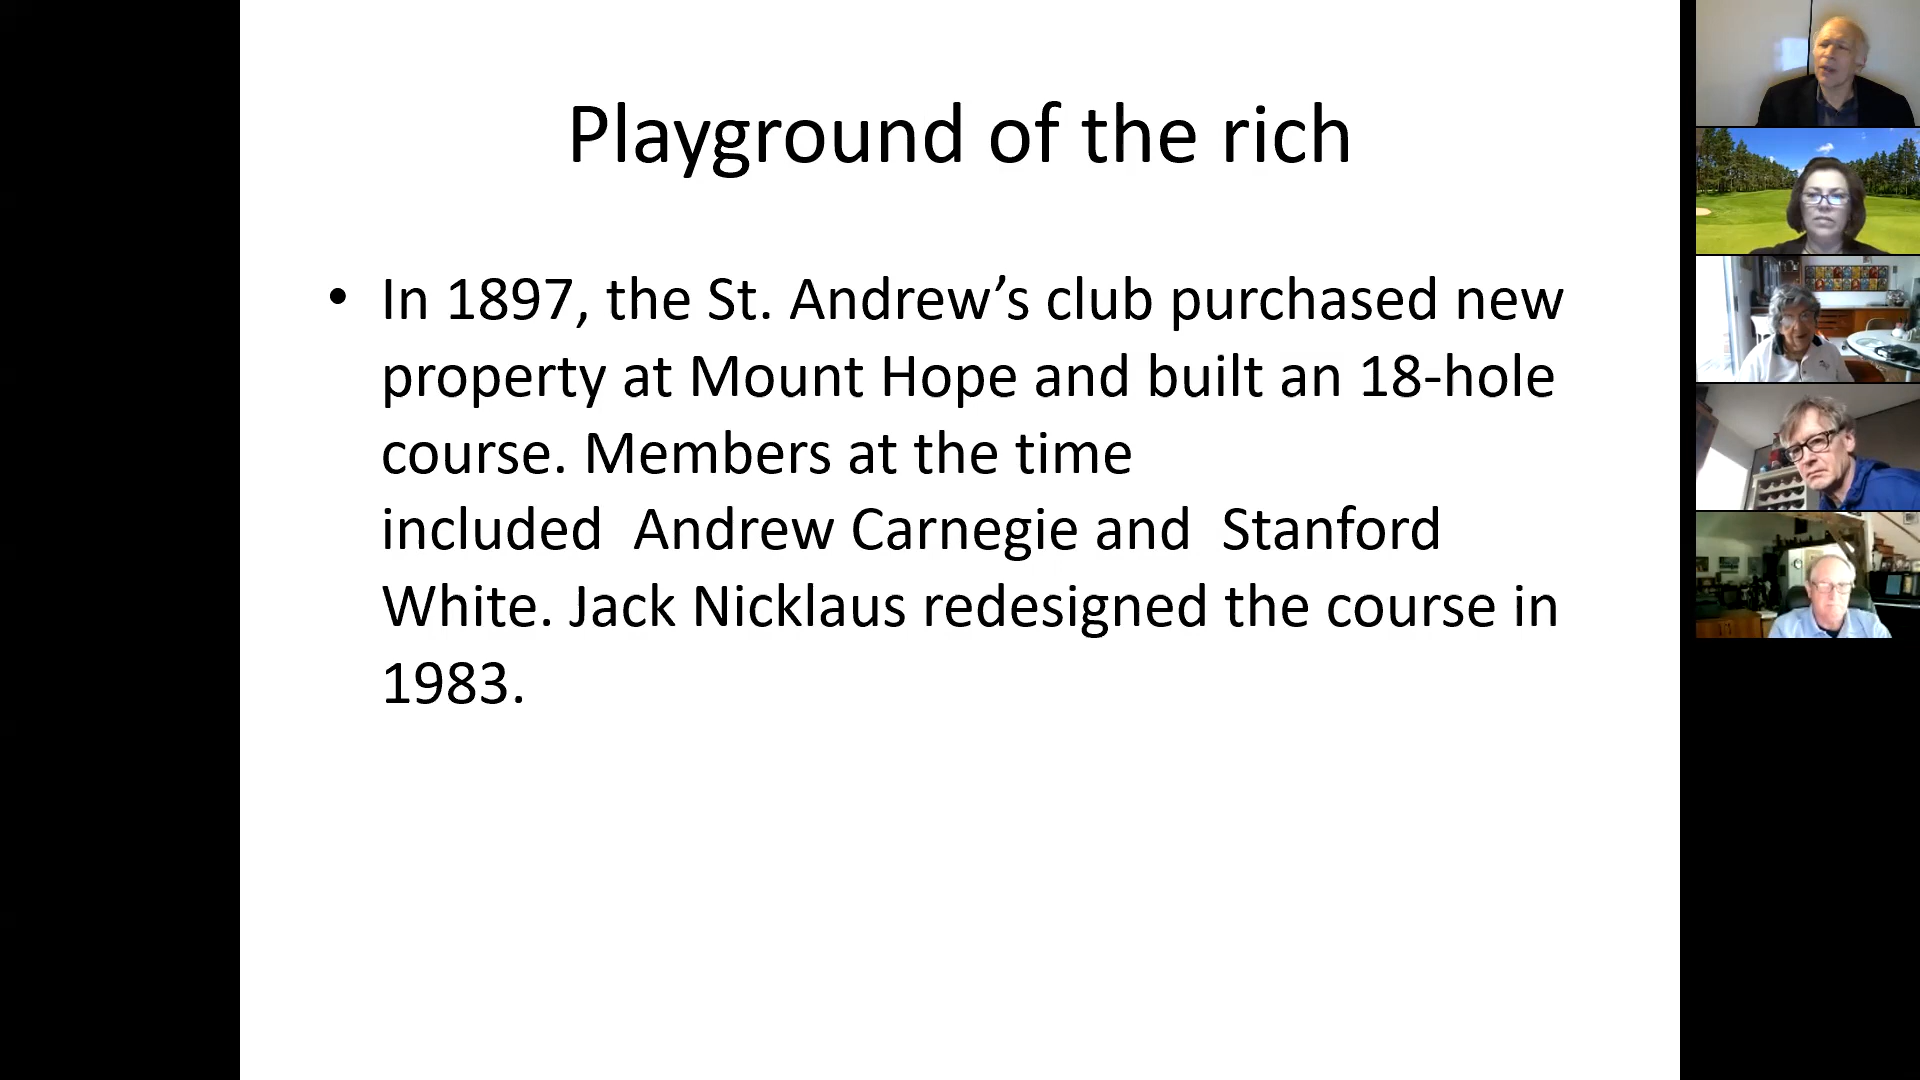 Playground of the rich
• In 1897, the St. Andrew’s club purchased new
property at Mount Hope and built an 18-hole
course. Members at the time
included  Andrew Carnegie and  Stanford
White. Jack Nicklaus redesigned the course in
1983.